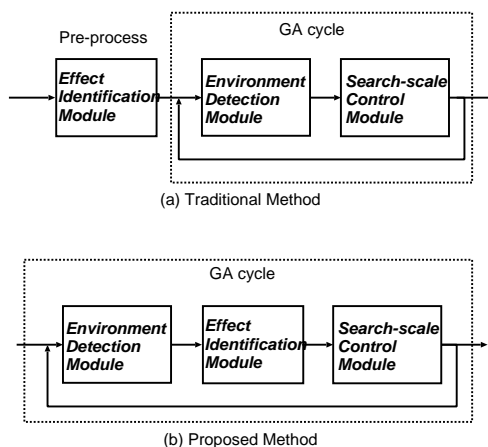 GA cycle
Pre-process
Effect
Identification
Module
Environment
Detection
Module
Search-scale
Control
Module
(a) Traditional Method
GA cycle
Environment
Detection
Module
Effect
Identification
Module
Search-scale
Control
Module
(b) Proposed Method